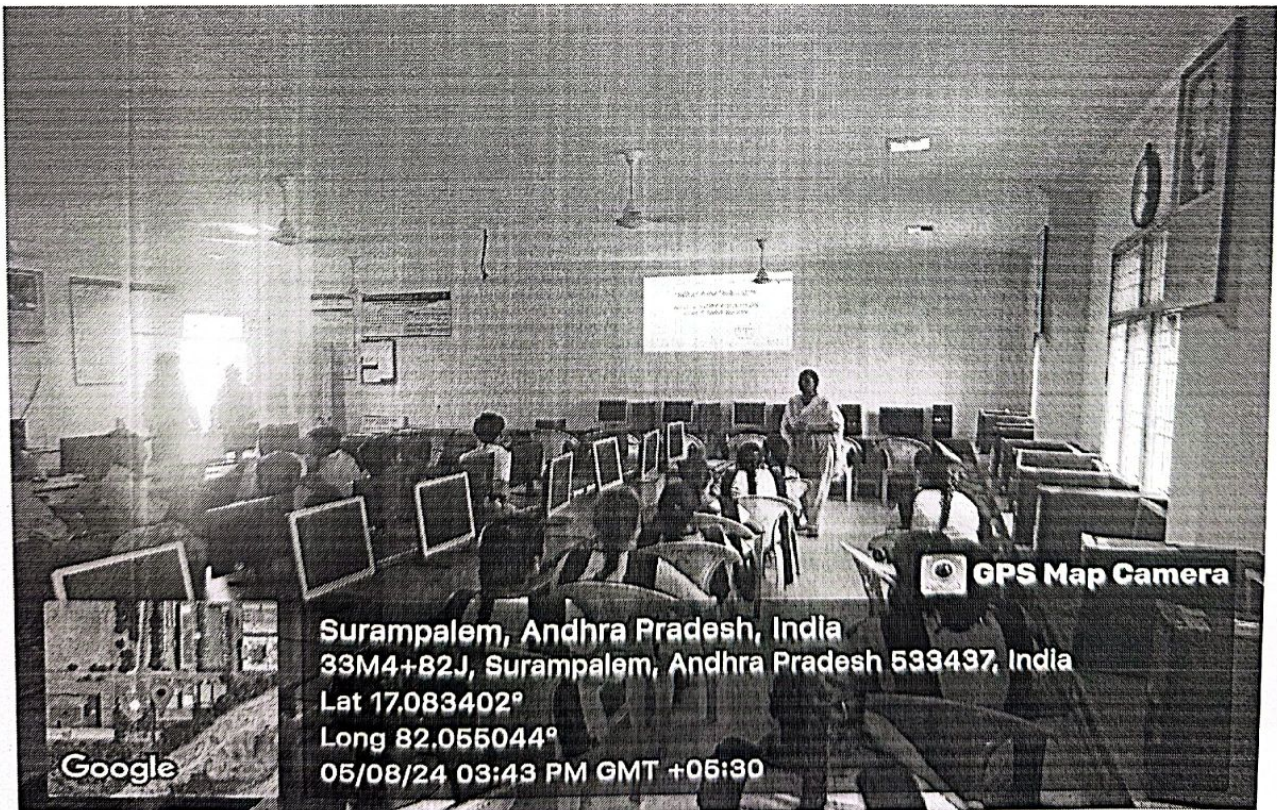 GPS Map Camera
Surampalem, Andhra Pradesh, India
33M4+82J, Surampalem, Andhra Pradesh 533437, India
Lat 17.083402°
Long 82.055044°
05/08/24 03:43 PM GMT +05:30
Google